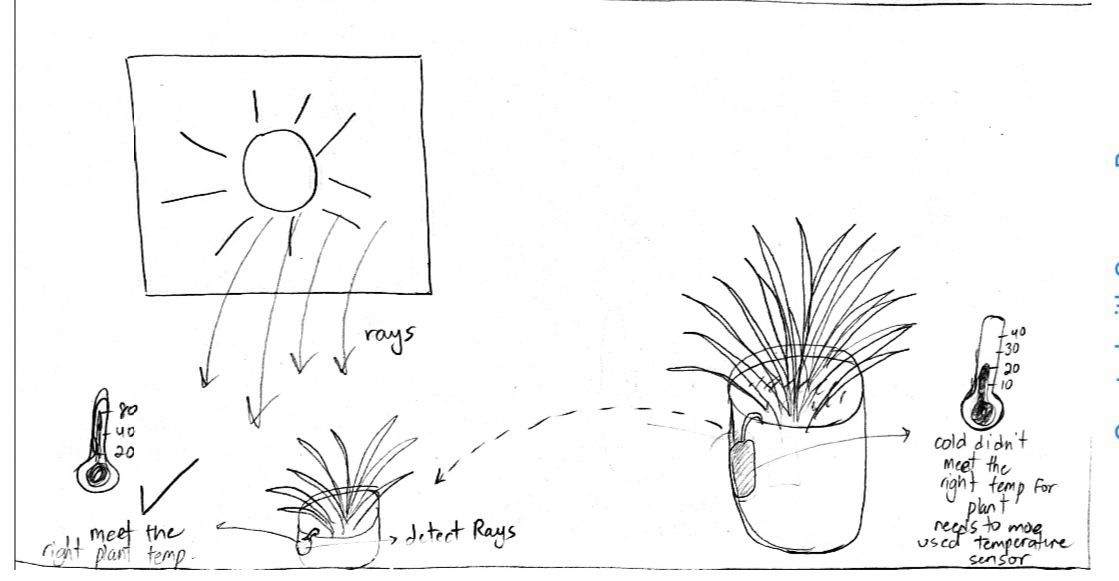 rays
80
40
20
meet the
right plant temp.
detect Rays
40
30
20
10
cold didn't
meet the
right temp for
plant
needs to move
used temperature
sensor